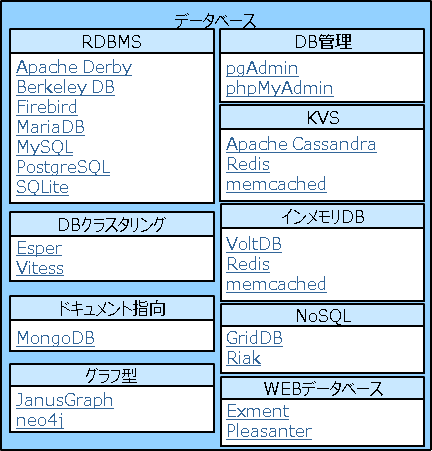 データベース
RDBMS
Apache Derby
Berkeley DB
Firebird
MariaDB
MySQL
PostgreSQL
SQLite
DBクラスタリング
Esper
Vitess
ドキュメント指向
MongoDB
グラフ型
JanusGraph
neo4j
DB管理
pgAdmin
phpMyAdmin
KVS
Apache Cassandra
Redis
memcached
インメモリDB
VoltDB
Redis
memcached
NoSQL
GridDB
Riak
WEBデータベース
Exment
Pleasanter